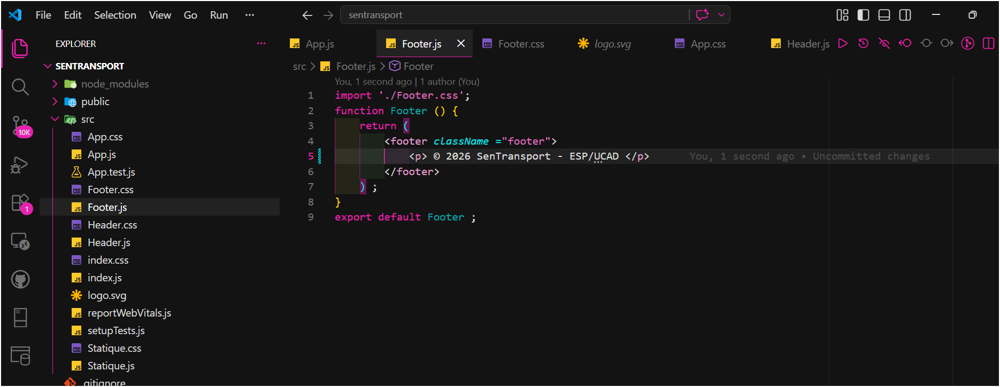 File Edit Selection View Go Run ··· sentransport
EXPLORER ···
SENTRANSPORT
node_modules
public
src
App.css
App.js
App.test.js
Footer.css
Footer.js
Header.css
Header.js
index.css
index.js
logo.svg
reportWebVitals.js
setupTests.js
Statique.css
Statique.js
.gitignore
10K
1
App.js Footer.js Footer.css logo.svg App.css Header.js
src > Footer.js > Footer
You, 1 second ago | 1 author (You)
1 import './Footer.css';
2 function Footer () {
3 return (
4 <footer className ="footer">
5 <p> © 2026 SenTransport - ESP/UCAD </p> You, 1 second ago • Uncommitted changes
6 </footer>
7 ) ;
8 }
9 export default Footer ;